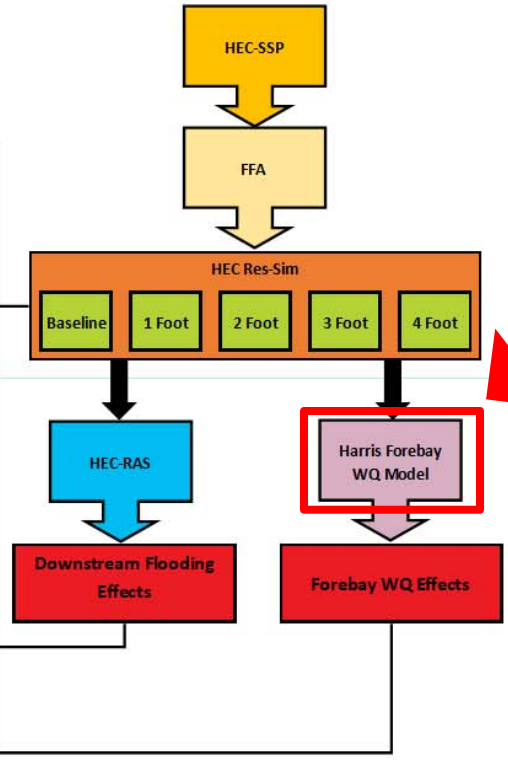 HEC-SSP
FFA
HEC Res-Sim
Baseline
1 Foot
2 Foot
3 Foot
4 Foot
HEC-RAS
Harris Forebay
WQ Model
Downstream Flooding
Effects
Forebay WQ Effects